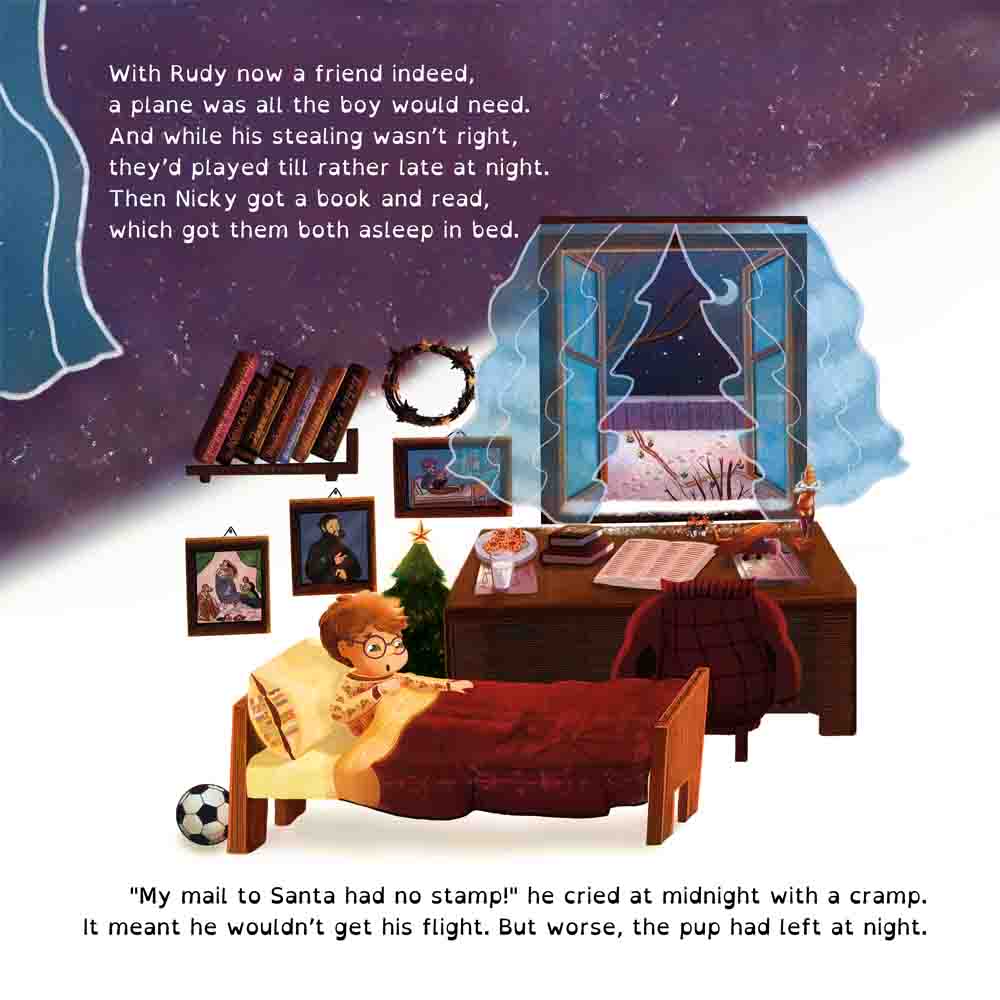 With Rudy now a friend indeed,
a plane was all the boy would need.
And while his stealing wasn't right,
they'd played till rather late at night.
Then Nicky got a book and read,
which got them both asleep in bed.
"My mail to Santa had no stamp!" he cried at midnight with a cramp.
It meant he wouldn't get his flight. But worse, the pup had left at night.